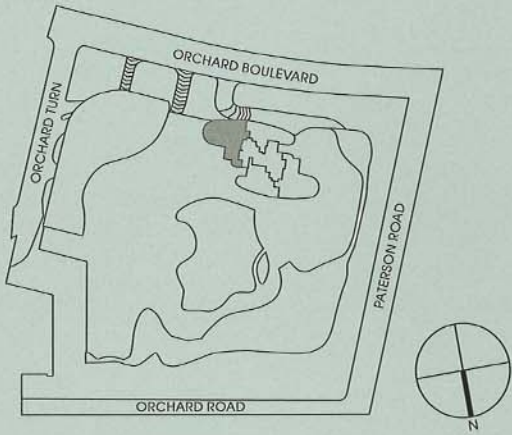 ORCHARD BOULEVARD
ORCHARD TURN
PATERSON ROAD
ORCHARD ROAD
N